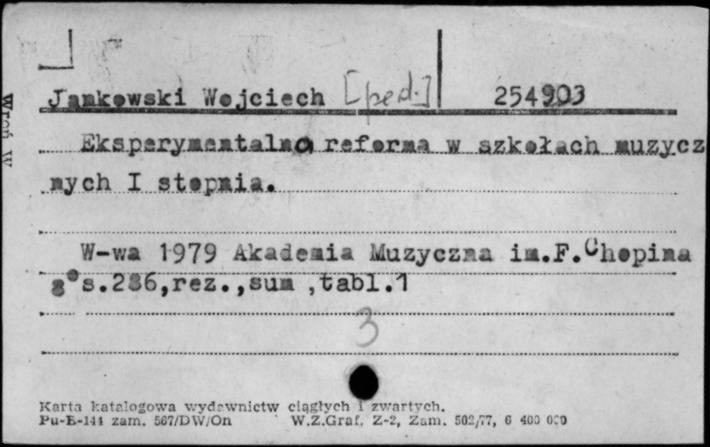 Jankowski Wojciech [ped.] 254903
Eksperymentalna reforma w szkołach muzycz
nych I stopnia.
W-wa 1979 Akademia Muzyczna im.F.Chopina
8° s.286,rez.,sum ,tabl.1
3
Karta katalogowa wydawnictw ciągłych i zwartych.
Pu-B-144 zam. 567/DW/On W.Z.Graf. Z-2, Zam. 502/77, 6 400 000